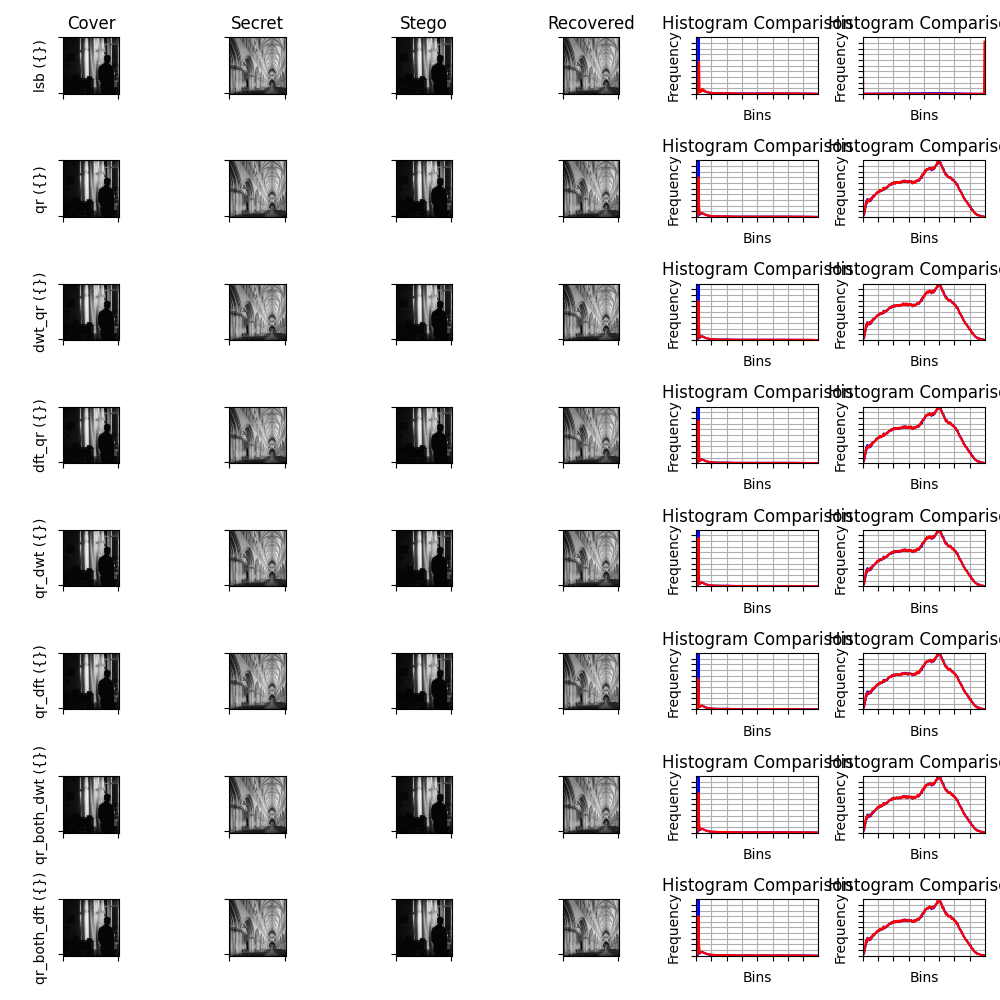 Cover Secret Stego Recovered Histogram Comparison Histogram Comparis
lsb ({}) Frequency Frequency
Bins Bins
Histogram Comparison Histogram Comparis
qr ({}) Frequency Frequency
Bins Bins
Histogram Comparison Histogram Comparis
dwt_qr ({}) Frequency Frequency
Bins Bins
Histogram Comparison Histogram Comparis
dft_qr ({}) Frequency Frequency
Bins Bins
Histogram Comparison Histogram Comparis
qr_dwt ({}) Frequency Frequency
Bins Bins
Histogram Comparison Histogram Comparis
qr_dft ({}) Frequency Frequency
Bins Bins
Histogram Comparison Histogram Comparis
qr_both_dwt ({}) Frequency Frequency
Bins Bins
Histogram Comparison Histogram Comparis
qr_both_dft ({}) Frequency Frequency
Bins Bins